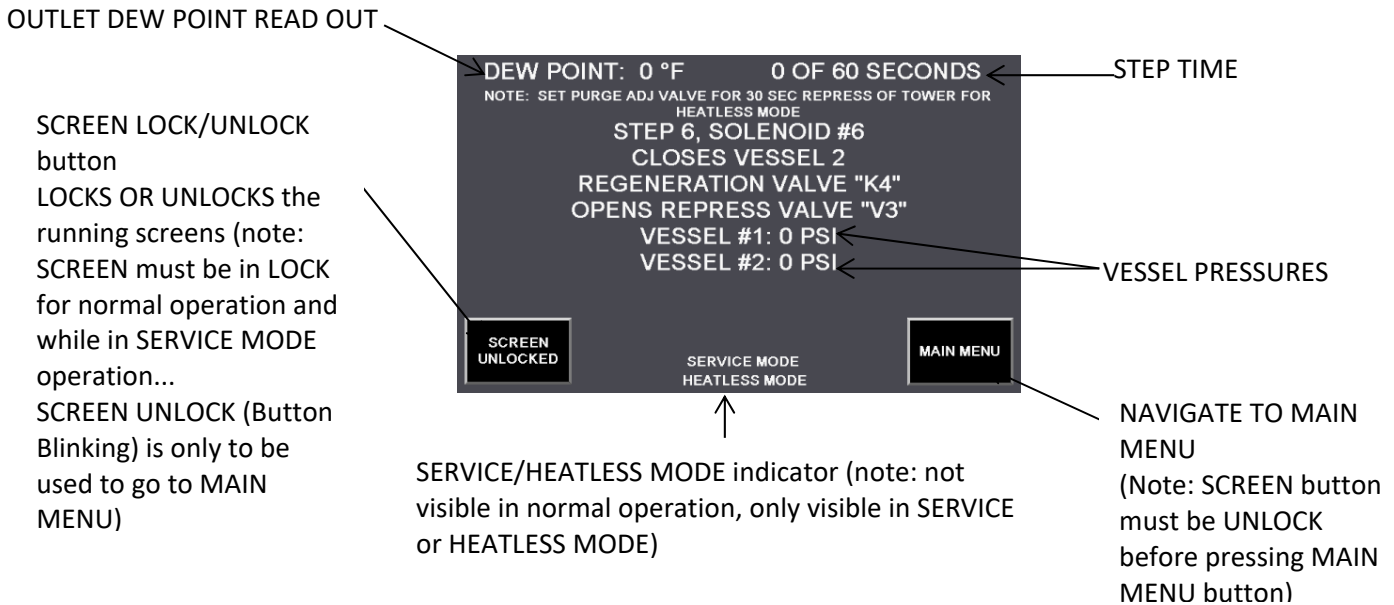 OUTLET DEW POINT READ OUT
DEW POINT: 0 °F
0 OF 60 SECONDS
STEP TIME
NOTE: SET PURGE ADJ VALVE FOR 30 SEC REPRESS OF TOWER FOR
HEATLESS MODE
STEP 6, SOLENOID #6
CLOSES VESSEL 2
REGENERATION VALVE "K4"
OPENS REPRESS VALVE "V3"
VESSEL #1: 0 PSI
VESSEL #2: 0 PSI
VESSEL PRESSURES
SCREEN LOCK/UNLOCK
button
LOCKS OR UNLOCKS the
running screens (note:
SCREEN must be in LOCK
for normal operation and
while in SERVICE MODE
operation...
SCREEN UNLOCK (Button
Blinking) is only to be
used to go to MAIN
MENU)
SCREEN
UNLOCKED
SERVICE MODE
HEATLESS MODE
MAIN MENU
SERVICE/HEATLESS MODE indicator (note: not
visible in normal operation, only visible in SERVICE
or HEATLESS MODE)
NAVIGATE TO MAIN
MENU
(Note: SCREEN button
must be UNLOCK
before pressing MAIN
MENU button)